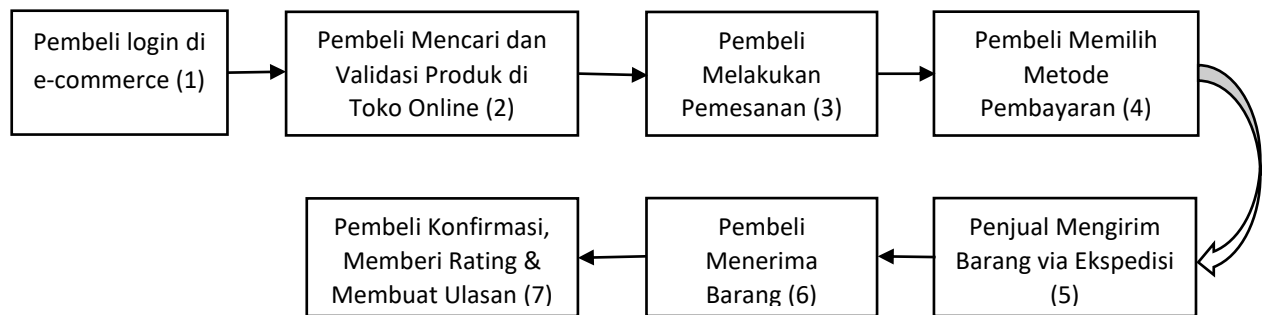 Pembeli login di
e-commerce (1)
Pembeli Mencari dan
Validasi Produk di
Toko Online (2)
Pembeli
Melakukan
Pemesanan (3)
Pembeli Memilih
Metode
Pembayaran (4)
Penjual Mengirim
Barang via Ekspedisi
(5)
Pembeli
Menerima
Barang (6)
Pembeli Konfirmasi,
Memberi Rating &
Membuat Ulasan (7)